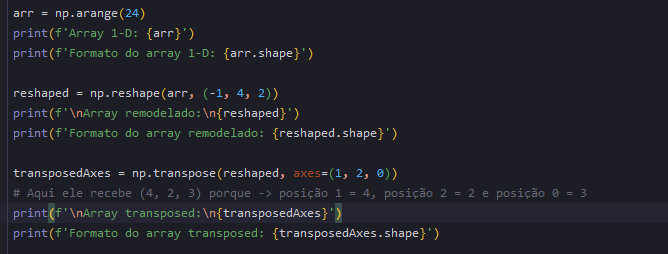 arr = np.arange(24)
print(f'Array 1-D: {arr}')
print(f'Formato do array 1-D: {arr.shape}')
reshaped = np.reshape(arr, (-1, 4, 2))
print(f'\nArray remodelado:\n{reshaped}')
print(f'Formato do array remodelado: {reshaped.shape}')
transposedAxes = np.transpose(reshaped, axes=(1, 2, 0))
# Aqui ele recebe (4, 2, 3) porque -> posição 1 = 4, posição 2 = 2 e posição 0 = 3
print(f'\nArray transposed:\n{transposedAxes}')
print(f'Formato do array transposed: {transposedAxes.shape}')